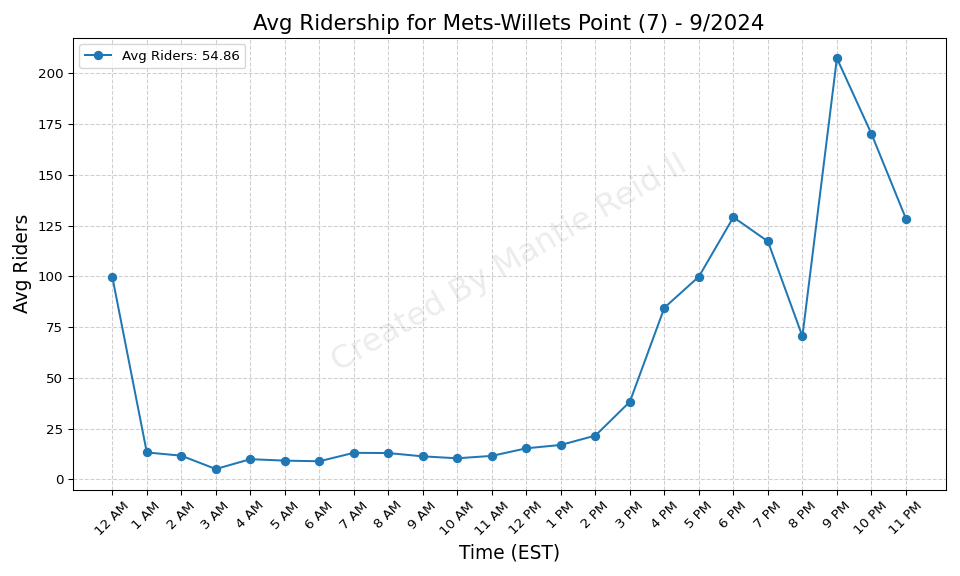 Avg Ridership for Mets-Willets Point (7) - 9/2024
Avg Riders: 54.86
200
175
150
125
100
75
50
25
0
Avg Riders
Created By Mantie Reid II
12 AM
1 AM
2 AM
3 AM
4 AM
5 AM
6 AM
7 AM
8 AM
9 AM
10 AM
11 AM
12 PM
1 PM
2 PM
3 PM
4 PM
5 PM
6 PM
7 PM
8 PM
9 PM
10 PM
11 PM
Time (EST)